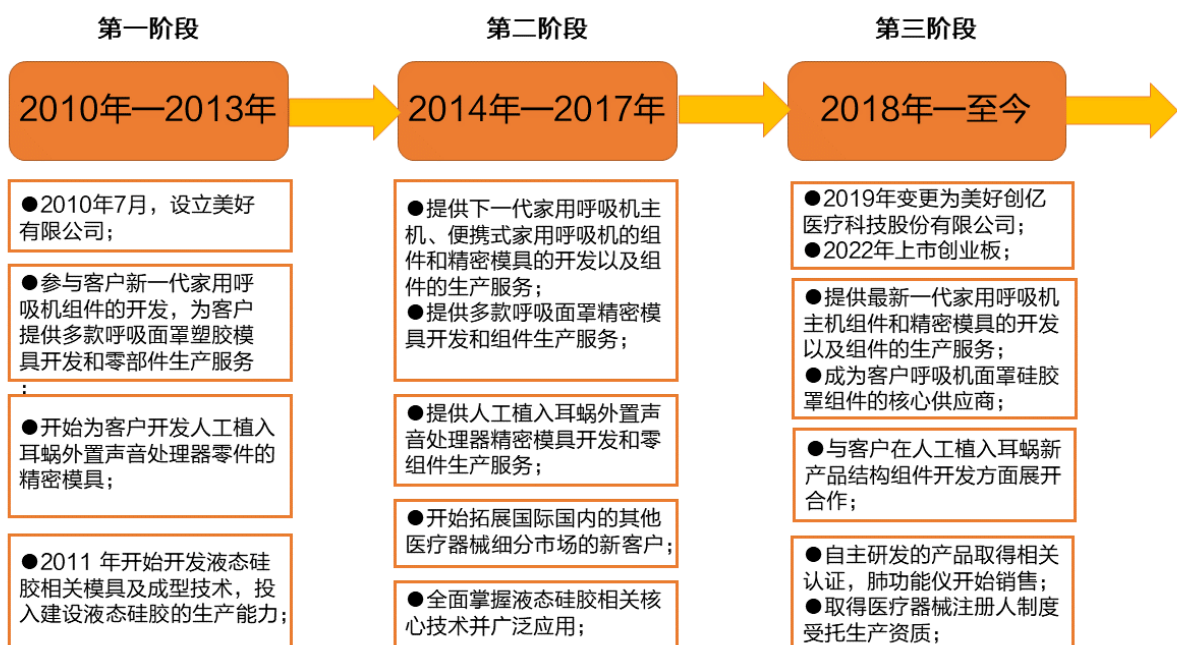 第一阶段
第二阶段
第三阶段
2010年—2013年
2014年—2017年
2018年—至今
●2010年7月，设立美好
有限公司；
●参与客户新一代家用呼
吸机组件的开发，为客户
提供多款呼吸面罩塑胶模
具开发和零部件生产服务
；
●开始为客户开发人工植入
耳蜗外置声音处理器零件的
精密模具；
●2011 年开始开发液态硅
胶相关模具及成型技术，投
入建设液态硅胶的生产能力；
●提供下一代家用呼吸机主
机、便携式家用呼吸机的组
件和精密模具的开发以及组
件的生产服务；
●提供多款呼吸面罩精密模
具开发和组件生产服务；
●提供人工植入耳蜗外置声
音处理器精密模具开发和零
组件生产服务；
●开始拓展国际国内的其他
医疗器械细分市场的新客户；
●全面掌握液态硅胶相关核
心技术并广泛应用；
●2019年变更为美好创亿
医疗科技股份有限公司；
●2022年上市创业板；
●提供最新一代家用呼吸机
主机组件和精密模具的开发
以及组件的生产服务；
●成为客户呼吸机面罩硅胶
罩组件的核心供应商；
●与客户在人工植入耳蜗新
产品结构组件开发方面展开
合作；
●自主研发的产品取得相关
认证，肺功能仪开始销售；
●取得医疗器械注册人制度
受托生产资质；